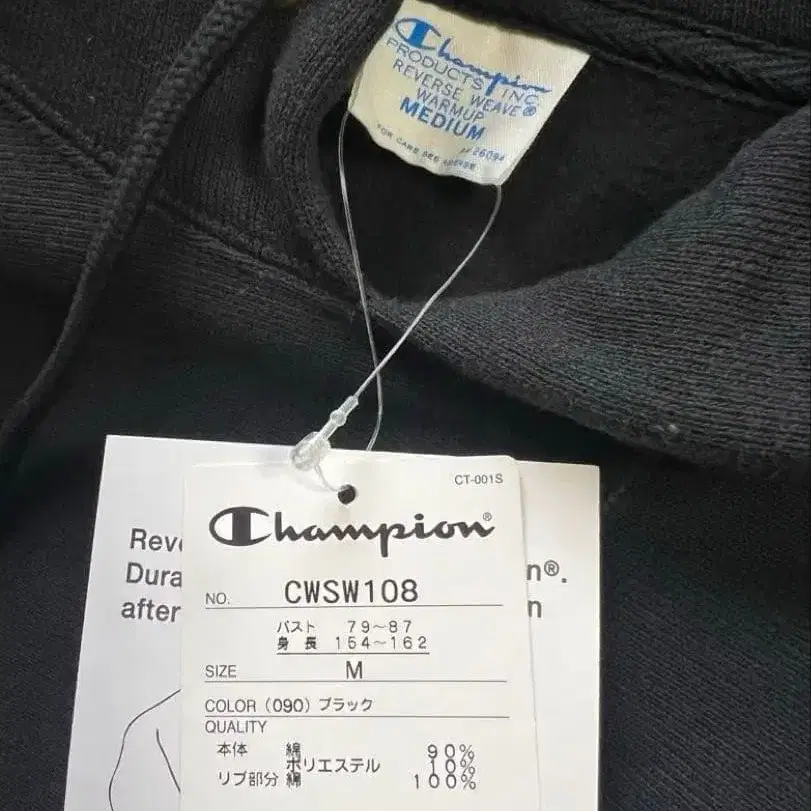 Champion
PRODUCTS INC.
REVERSE WEAVE®
WARMUP
MEDIUM
FOR CARE SEE REVERSE
CT-001S
Champion®
Reve
Dura
after
n®.
n
NO. CWSW108
バスト 79～87
身長 154～162
SIZE M
COLOR (090) ブラック
QUALITY
本体 綿 90%
ポリエステル 10%
リブ部分 綿 100%